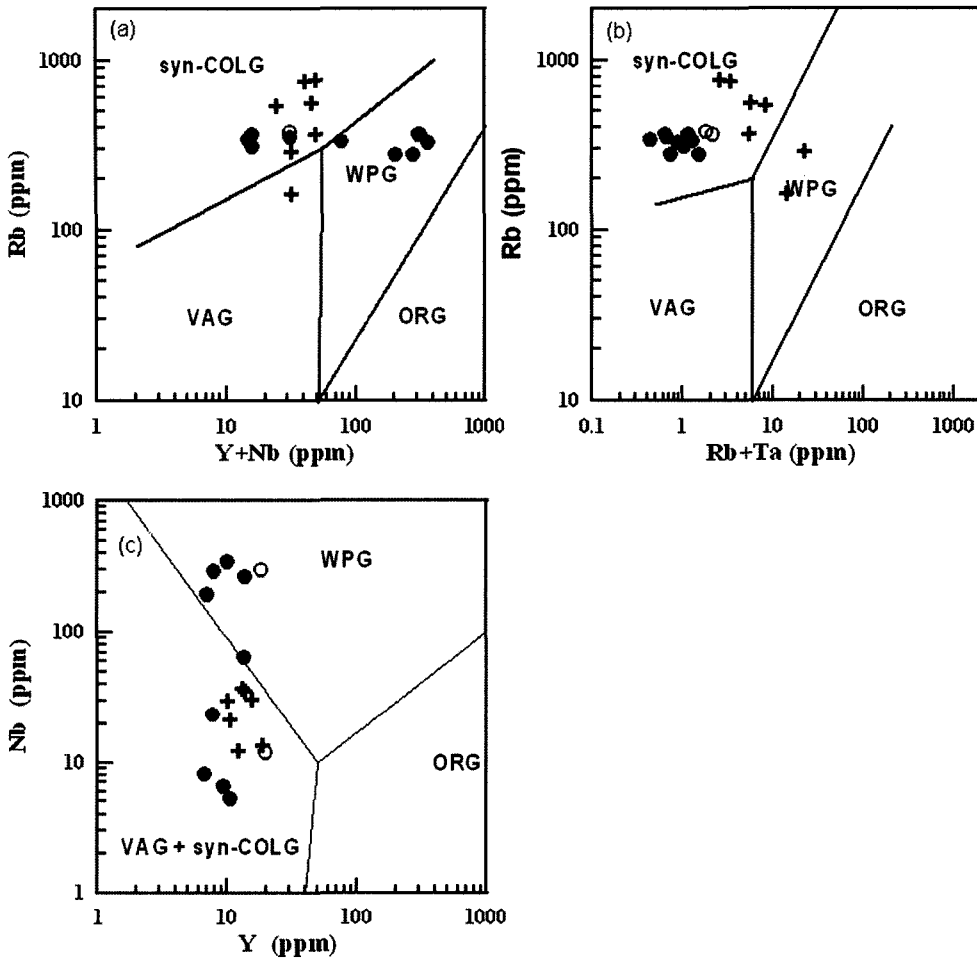 (a)
1000
100
10
Rb (ppm)
syn-COLG
WPG
VAG
ORG
1 10 100 1000
Y+Nb (ppm)
(b)
1000
100
10
Rb (ppm)
syn-COLG
WPG
VAG
ORG
0.1 1 10 100 1000
Rb+Ta (ppm)
(c)
1000
100
10
1
Nb (ppm)
WPG
ORG
VAG + syn-COLG
1 10 100 1000
Y (ppm)